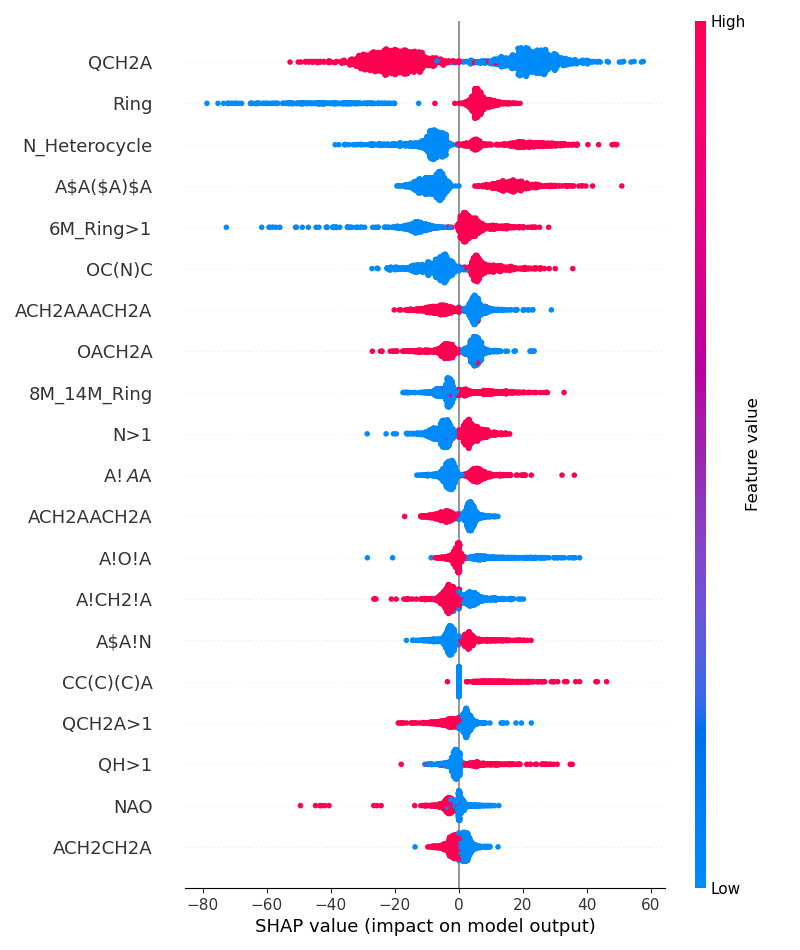 High
QCH2A
Ring
N_Heterocycle
A$A($A)$A
6M_Ring>1
OC(N)C
ACH2AAACH2A
OACH2A
8M_14M_Ring
N>1
A!AA
ACH2AACH2A
A!O!A
A!CH2!A
A$A!N
CC(C)(C)A
QCH2A>1
QH>1
NAO
ACH2CH2A
Feature value
Low
−80 −60 −40 −20 0 20 40 60
SHAP value (impact on model output)